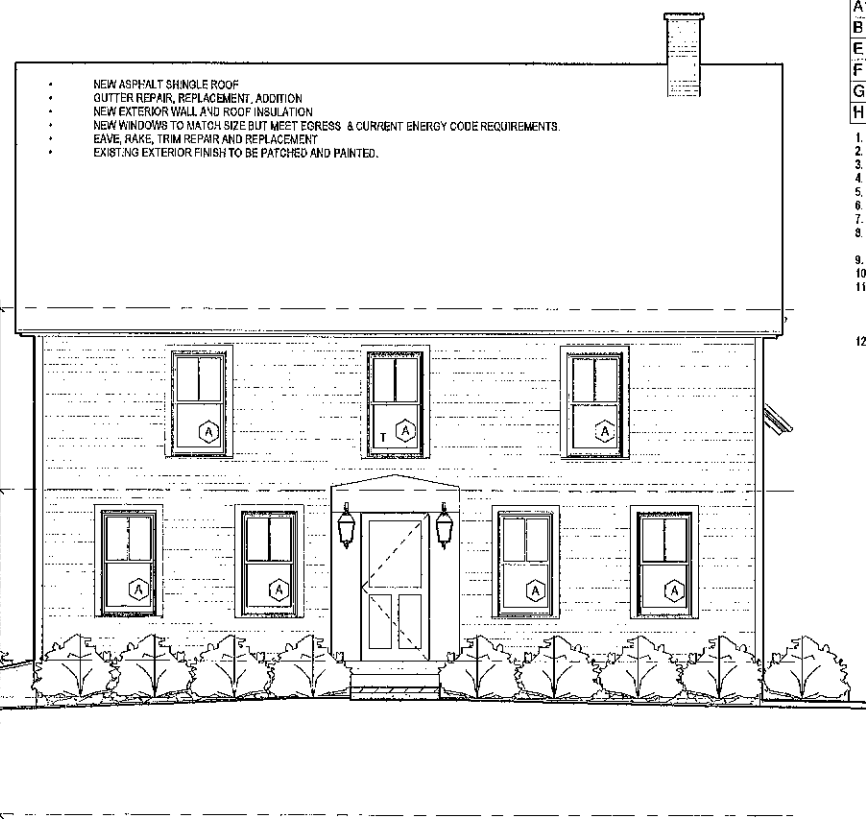 • NEW ASPHALT SHINGLE ROOF
• GUTTER REPAIR, REPLACEMENT, ADDITION
• NEW EXTERIOR WALL AND ROOF INSULATION
• NEW WINDOWS TO MATCH SIZE BUT MEET EGRESS & CURRENT ENERGY CODE REQUIREMENTS.
• EAVE, RAKE, TRIM REPAIR AND REPLACEMENT
• EXISTING EXTERIOR FINISH TO BE PATCHED AND PAINTED.
A
B
E
F
G
H
1.
2.
3.
4.
5.
6.
7.
8.
9.
10
11
12
A
T A
A
A
A
A
A